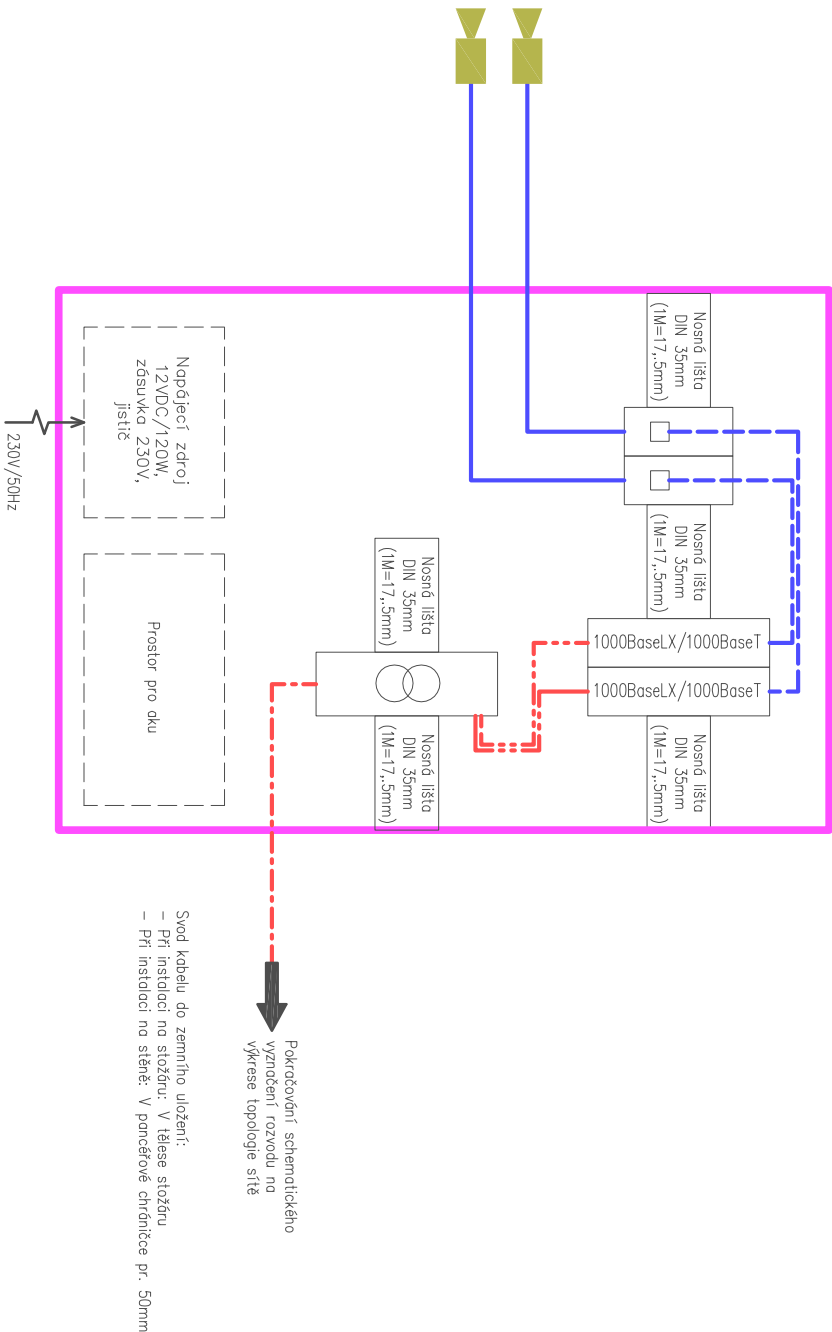 Nosná lišta
DIN 35mm
(1M=17,.5mm)
Nosná lišta
DIN 35mm
(1M=17,.5mm)
1000BaseLX/1000BaseT
1000BaseLX/1000BaseT
Nosná lišta
DIN 35mm
(1M=17,.5mm)
Nosná lišta
DIN 35mm
(1M=17,.5mm)
Nosná lišta
DIN 35mm
(1M=17,.5mm)
Napájecí zdroj
12VDC/120W,
zásuvka 230V,
jistič
230V/50Hz
Prostor pro aku
Pokračování schematického
vyznačení rozvodu na
výkrese topologie sítě
Svod kabelu do zemního uložení:
- Při instalaci na stožáru: V tělese stožáru
- Při instalaci na stěně: V pancéřové chráničce pr. 50mm